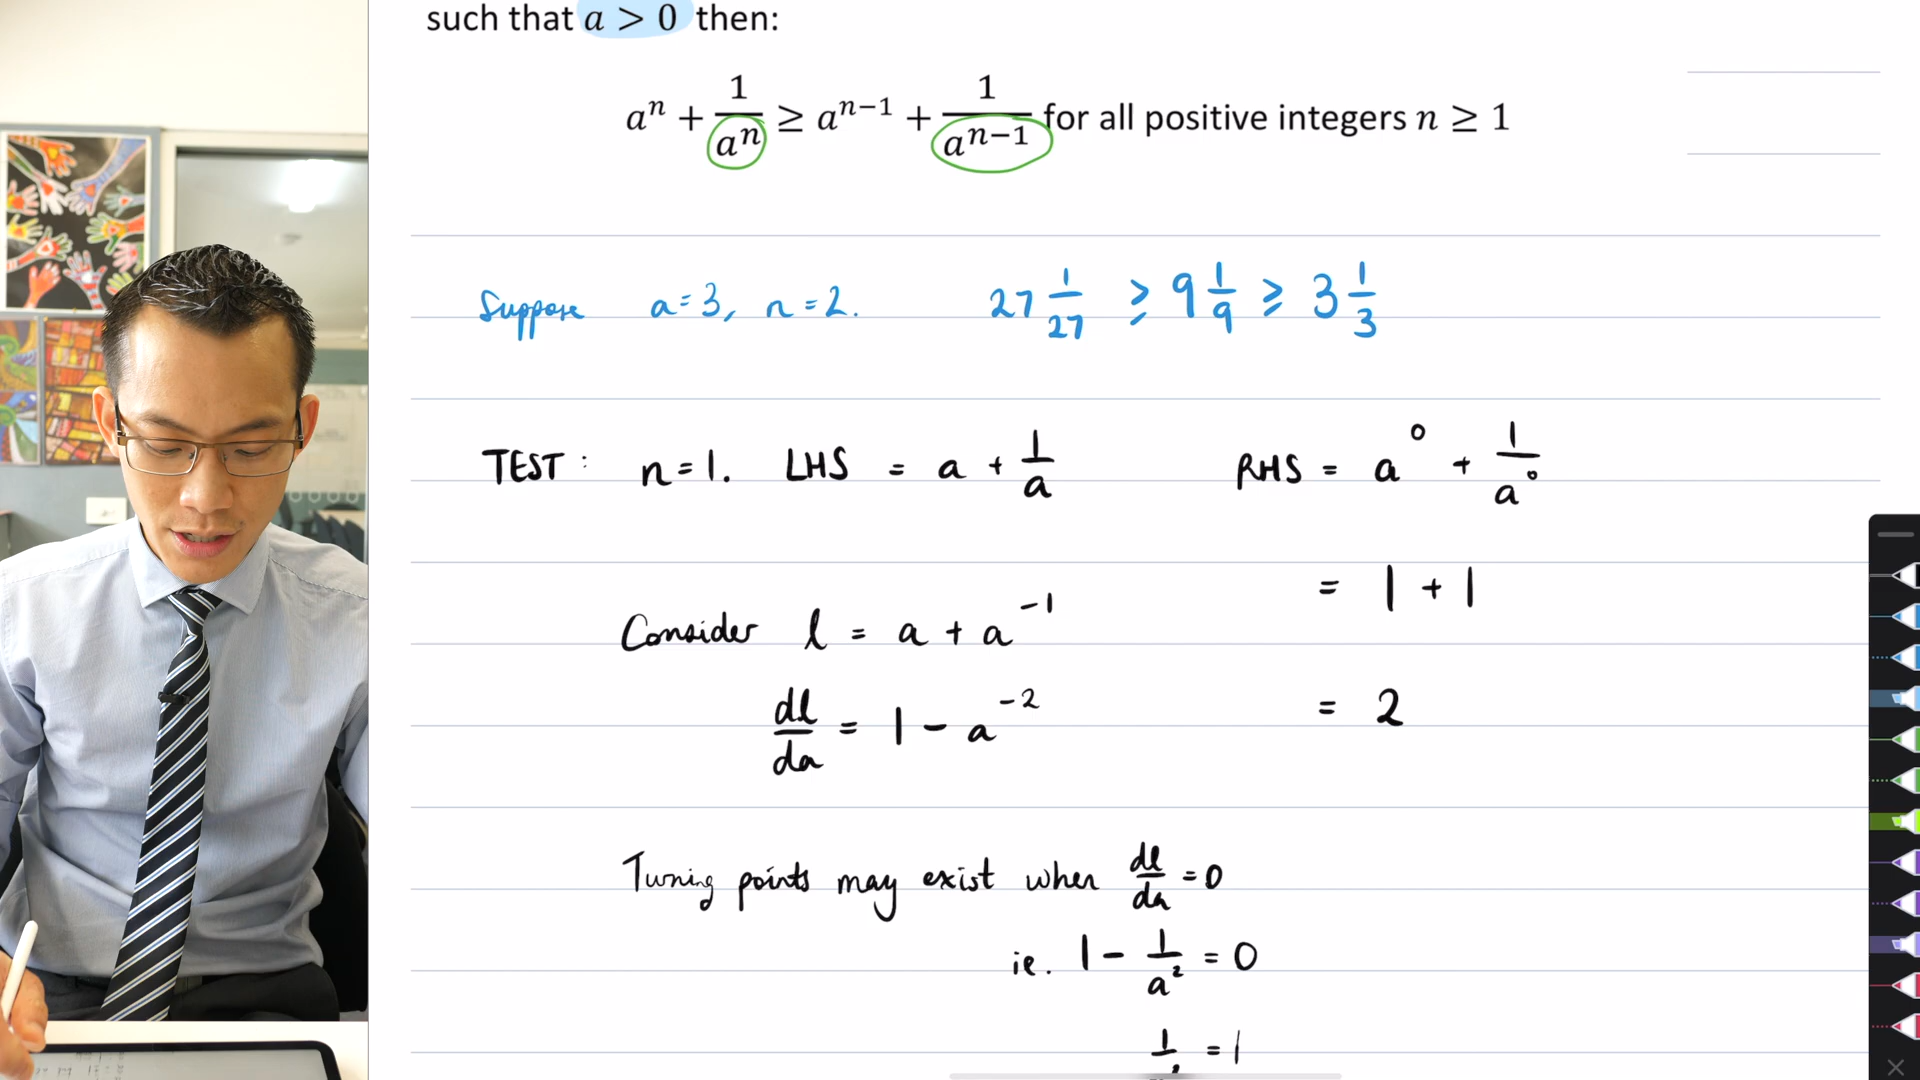 such that a > 0 then:
aⁿ + 1/aⁿ ≥ aⁿ⁻¹ + 1/aⁿ⁻¹ for all positive integers n ≥ 1
Suppose a=3, n=2. 27 1/27 ≥ 9 1/9 ≥ 3 1/3
TEST: n=1. LHS = a + 1/a RHS = a⁰ + 1/a⁰
= 1 + 1
Consider l = a + a⁻¹
dl/da = 1 − a⁻²
= 2
Turning points may exist when dl/da = 0
ie. 1 − 1/a² = 0